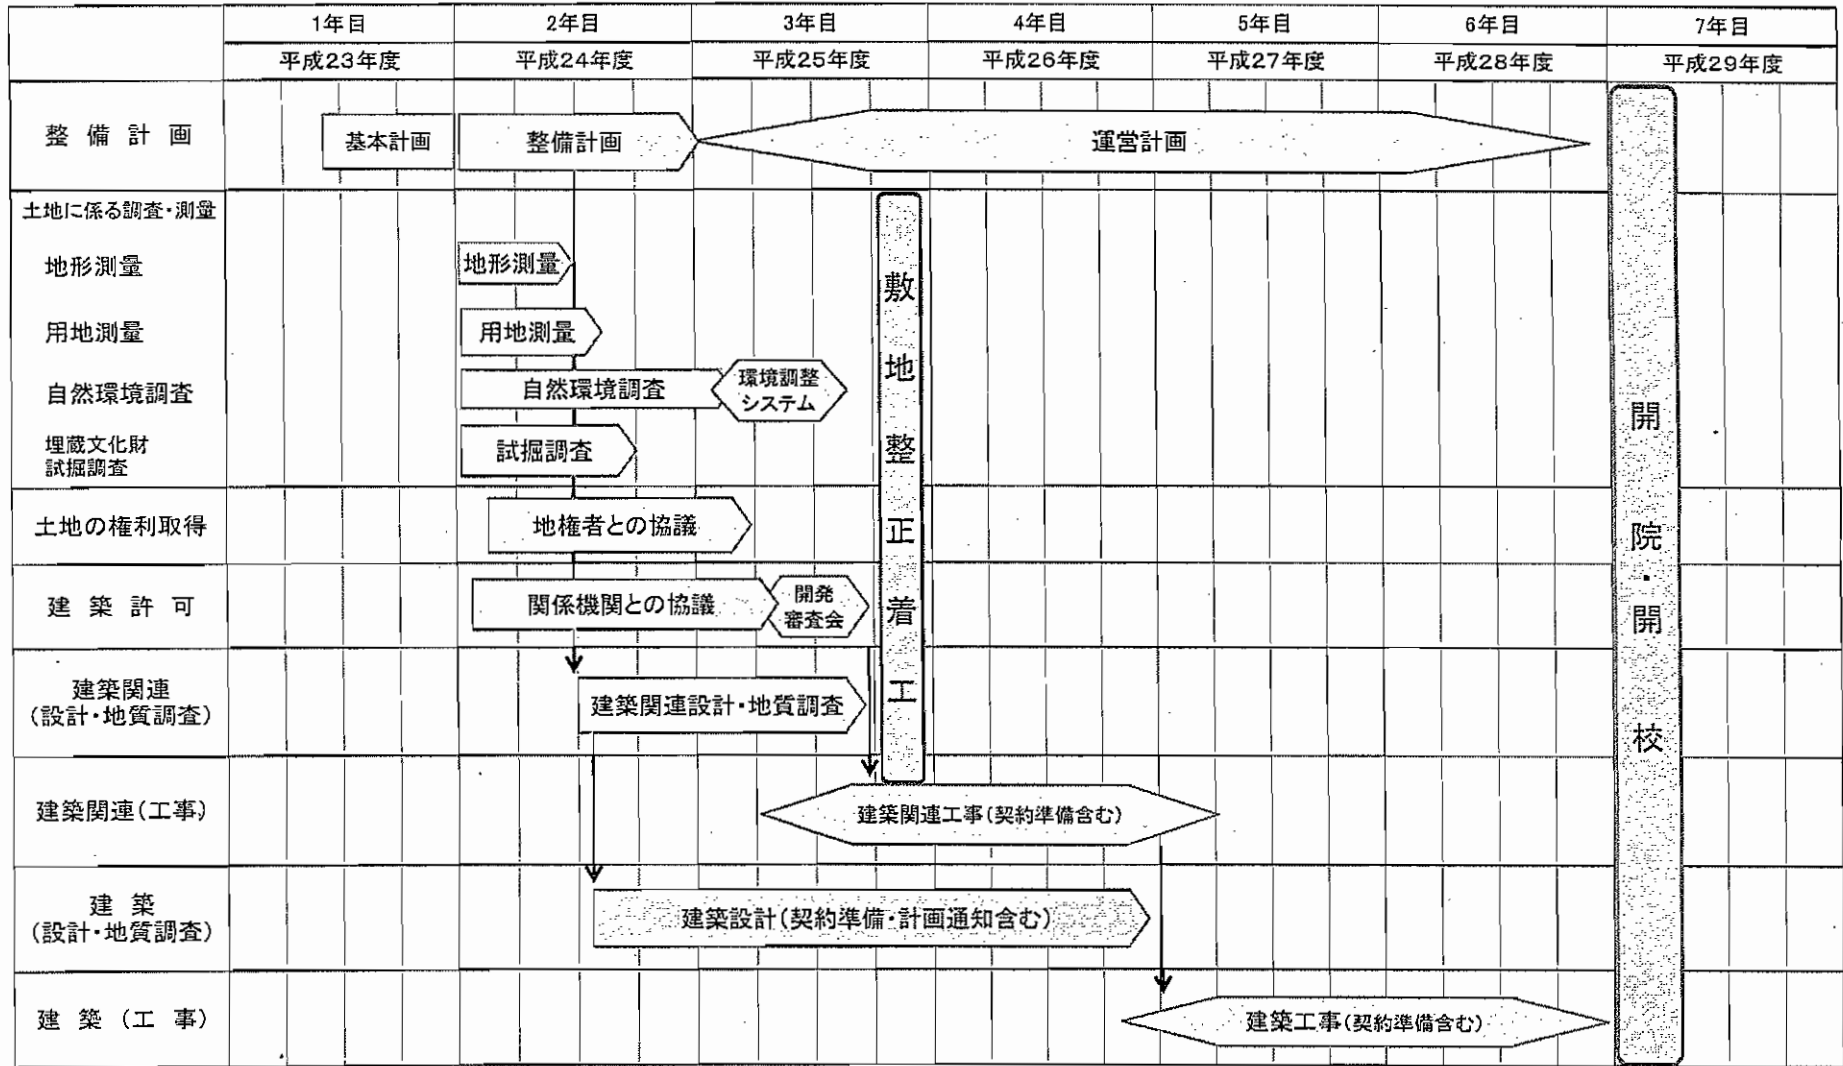 1年目 2年目 3年目 4年目 5年目 6年目 7年目
平成23年度 平成24年度 平成25年度 平成26年度 平成27年度 平成28年度 平成29年度
整備計画 基本計画 整備計画 運営計画
土地に係る調査・測量
地形測量 地形測量
用地測量 用地測量
自然環境調査 自然環境調査
環境調整
システム
埋蔵文化財
試掘調査
試掘調査
土地の権利取得 地権者との協議
建築許可 関係機関との協議
開発
審査会
建築関連
(設計・地質調査)
建築関連設計・地質調査
敷地整正着工
建築関連(工事) 建築関連工事(契約準備含む)
建築
(設計・地質調査)
建築設計(契約準備・計画通知含む)
建築(工事) 建築工事(契約準備含む)
開院・開校